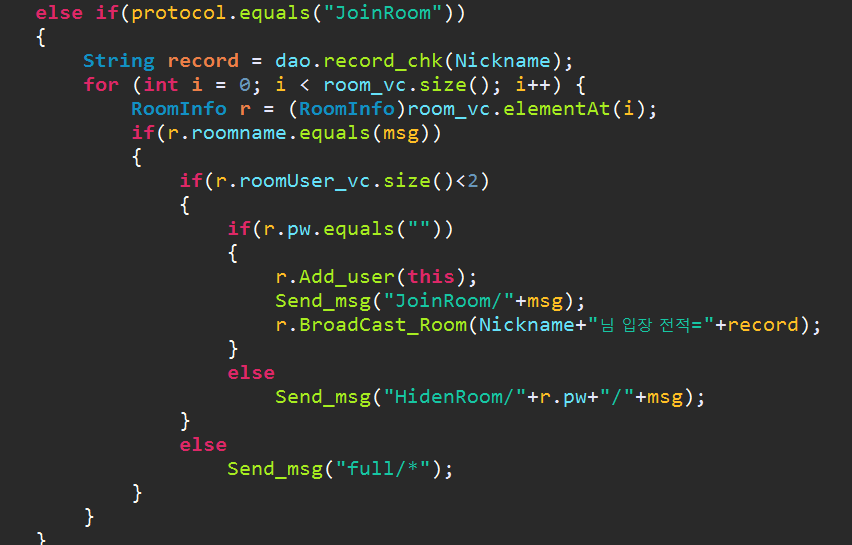 else if(protocol.equals("JoinRoom"))
{
String record = dao.record_chk(Nickname);
for (int i = 0; i < room_vc.size(); i++) {
RoomInfo r = (RoomInfo)room_vc.elementAt(i);
if(r.roomname.equals(msg))
{
if(r.roomUser_vc.size()<2)
{
if(r.pw.equals(""))
{
r.Add_user(this);
Send_msg("JoinRoom/"+msg);
r.BroadCast_Room(Nickname+"님 입장 전적="+record);
}
else
Send_msg("HidenRoom/"+r.pw+"/"+msg);
}
else
Send_msg("full/*");
}
}
}